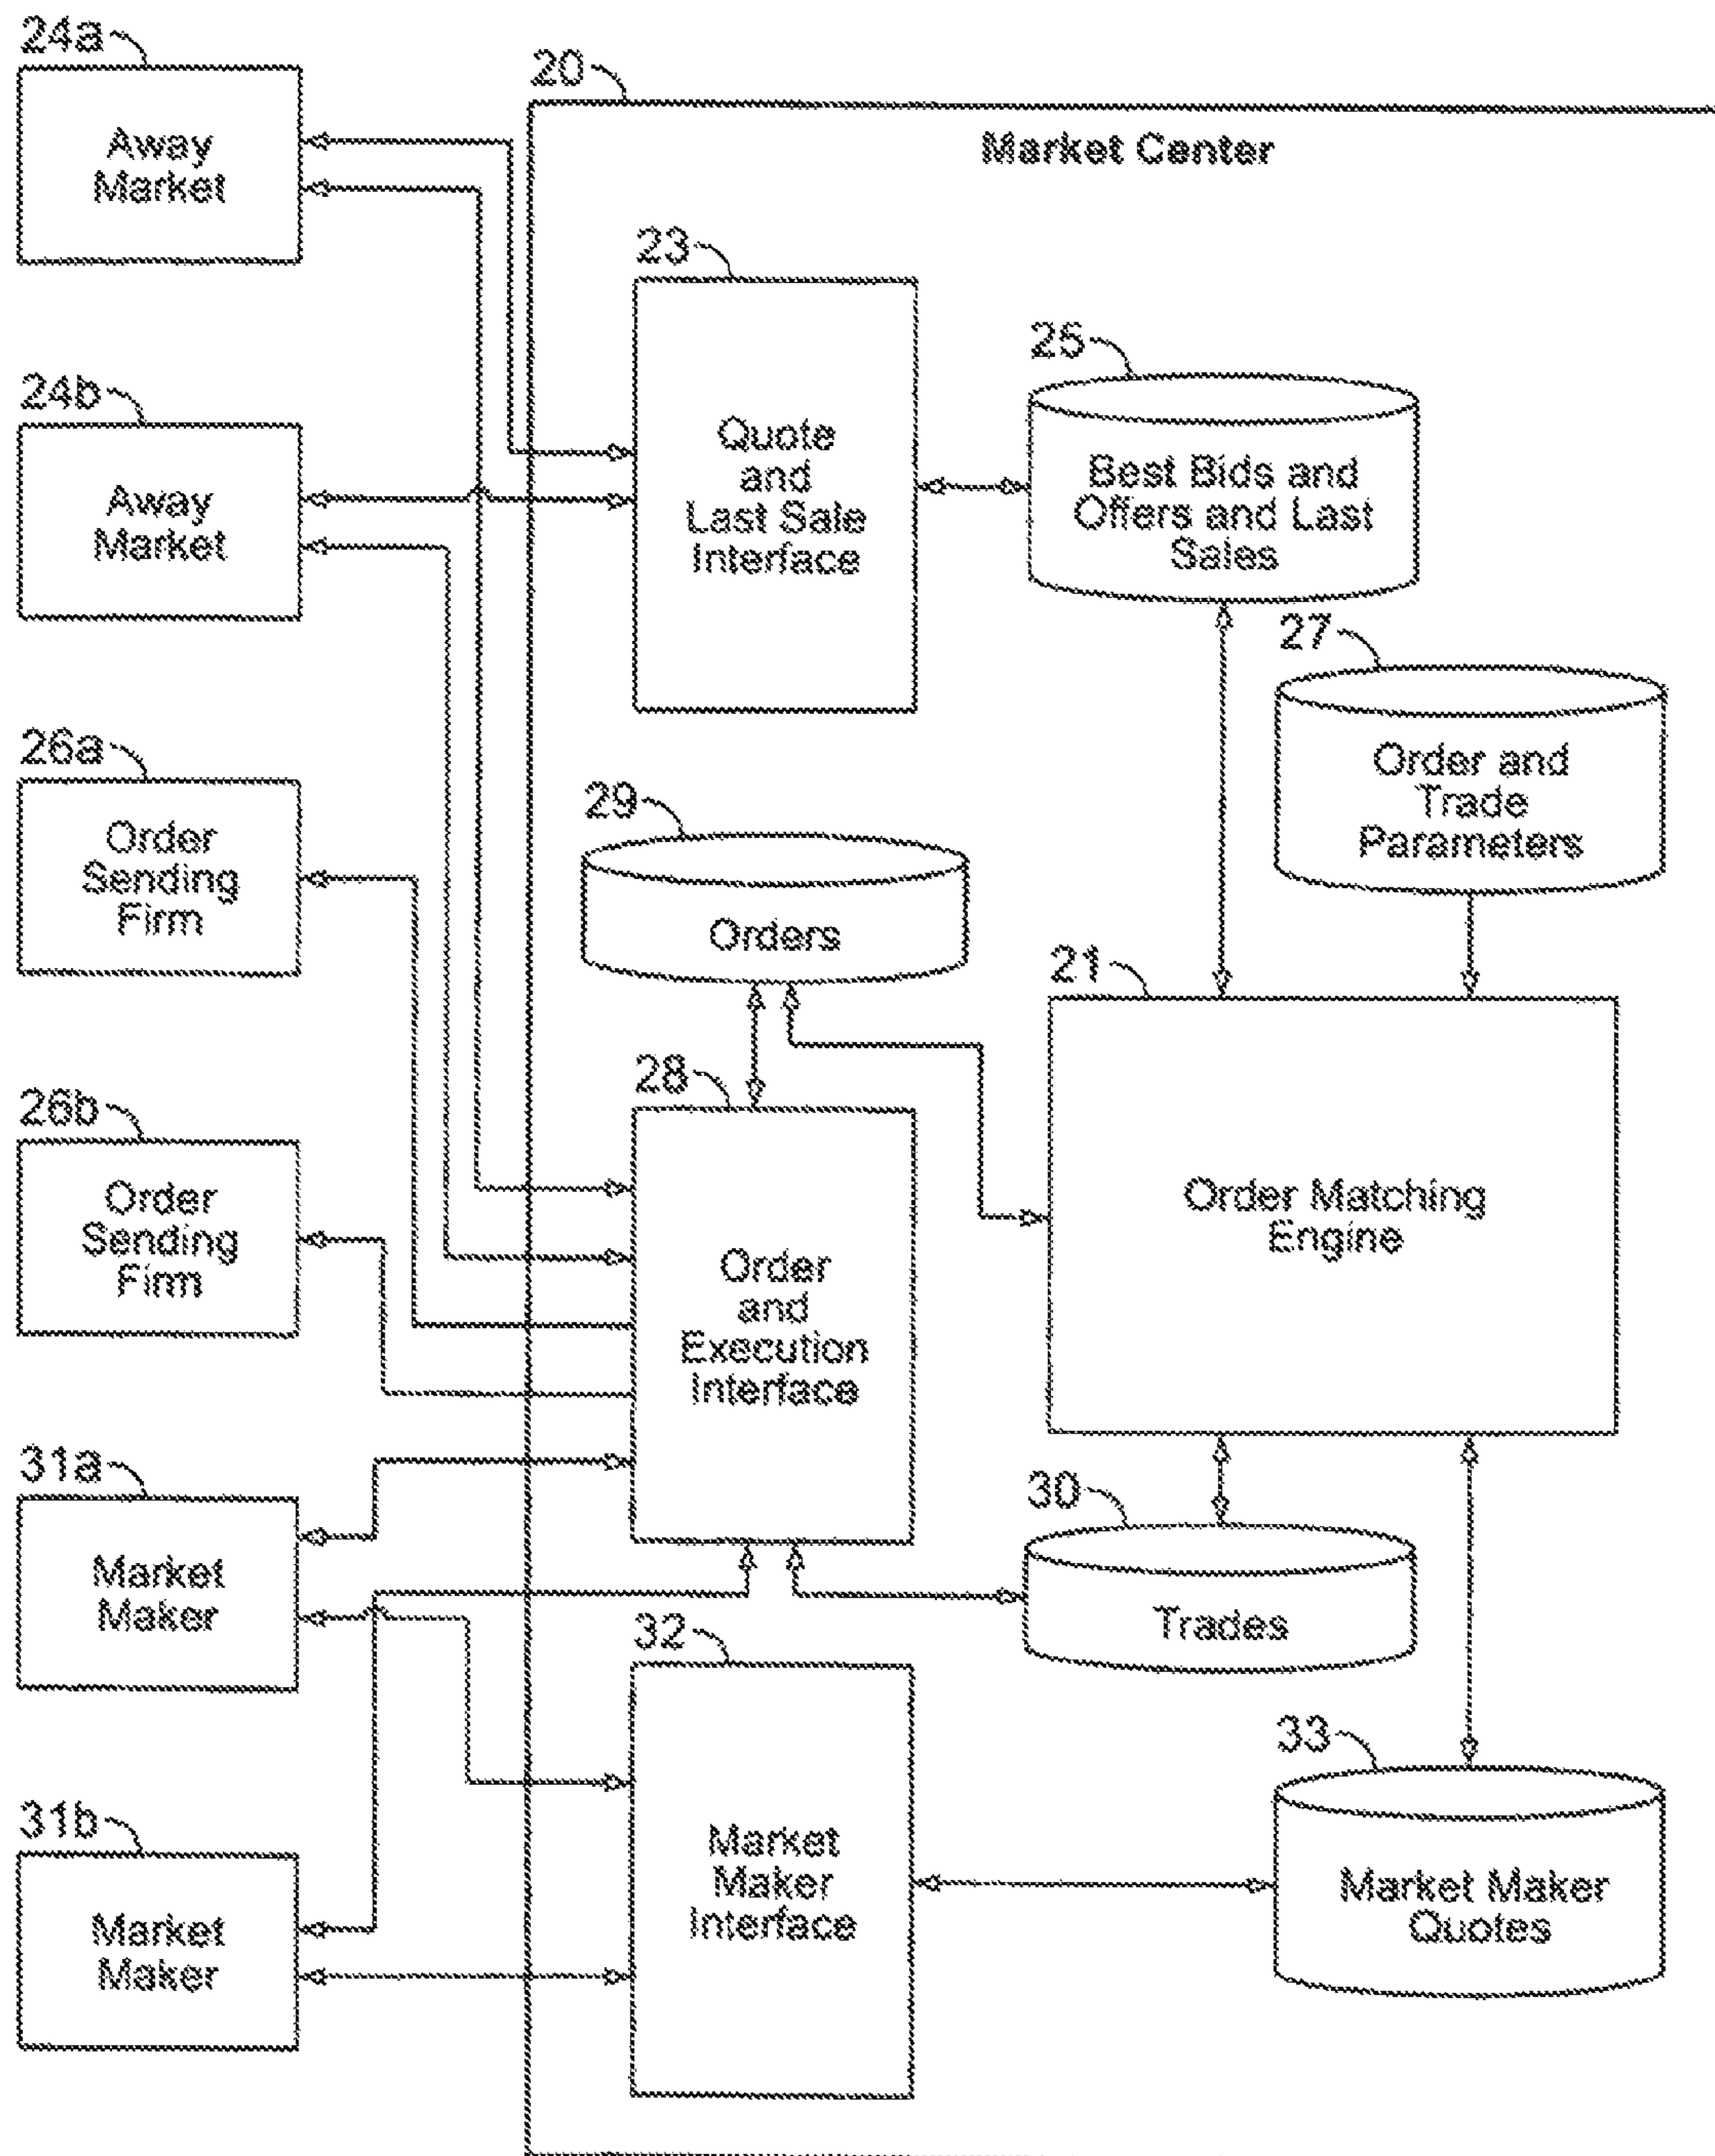 24a
Away
Market
20
Market Center
23
Quote
and
Last Sale
Interface
25
Best Bids and
Offers and Last
Sales
24b
Away
Market
27
Order and
Trade
Parameters
26a
Order
Sending
Firm
29
Orders
21
Order Matching
Engine
28
Order
and
Execution
Interface
26b
Order
Sending
Firm
31a
Market
Maker
30
Trades
32
Market
Maker
Interface
33
Market Maker
Quotes
31b
Market
Maker